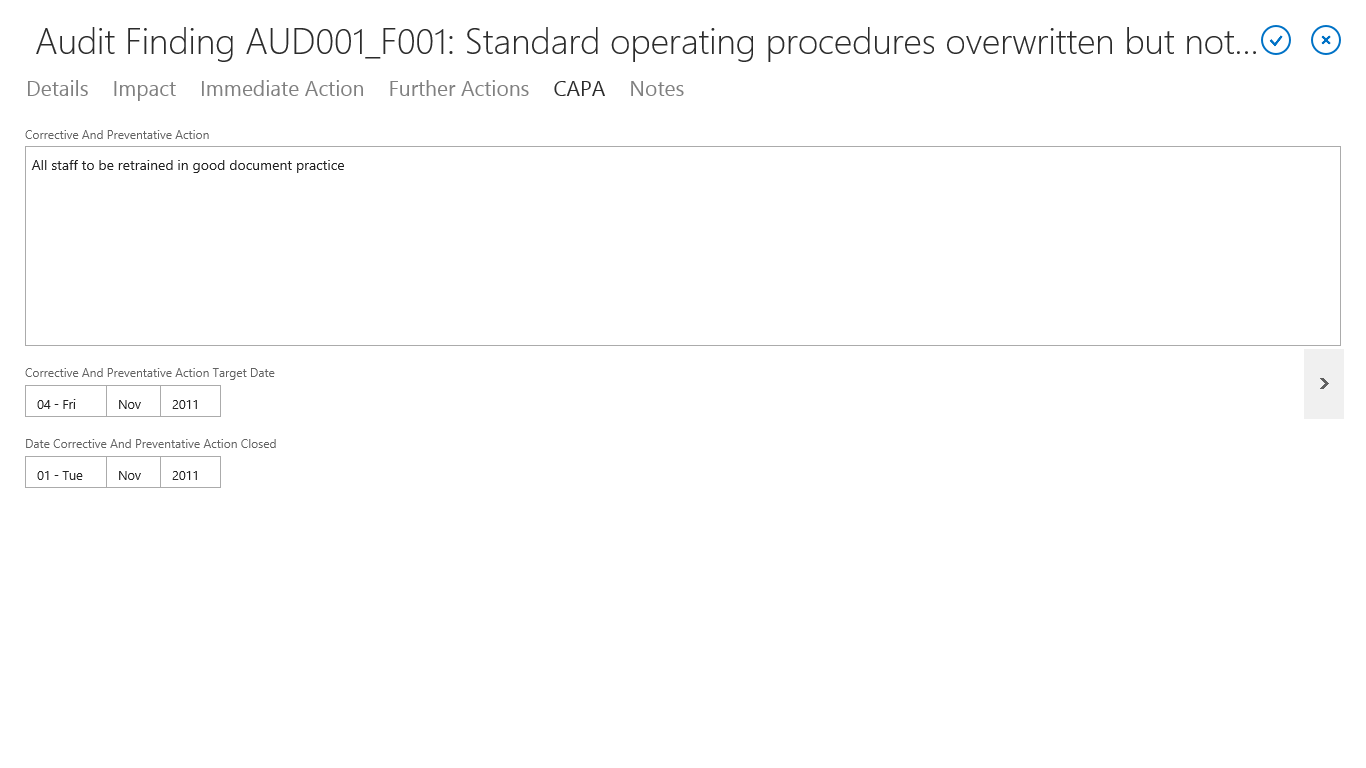 Audit Finding AUD001_F001: Standard operating procedures overwritten but not...
Details Impact Immediate Action Further Actions CAPA Notes
Corrective And Preventative Action
All staff to be retrained in good document practice
Corrective And Preventative Action Target Date
04 - Fri Nov 2011
Date Corrective And Preventative Action Closed
01 - Tue Nov 2011